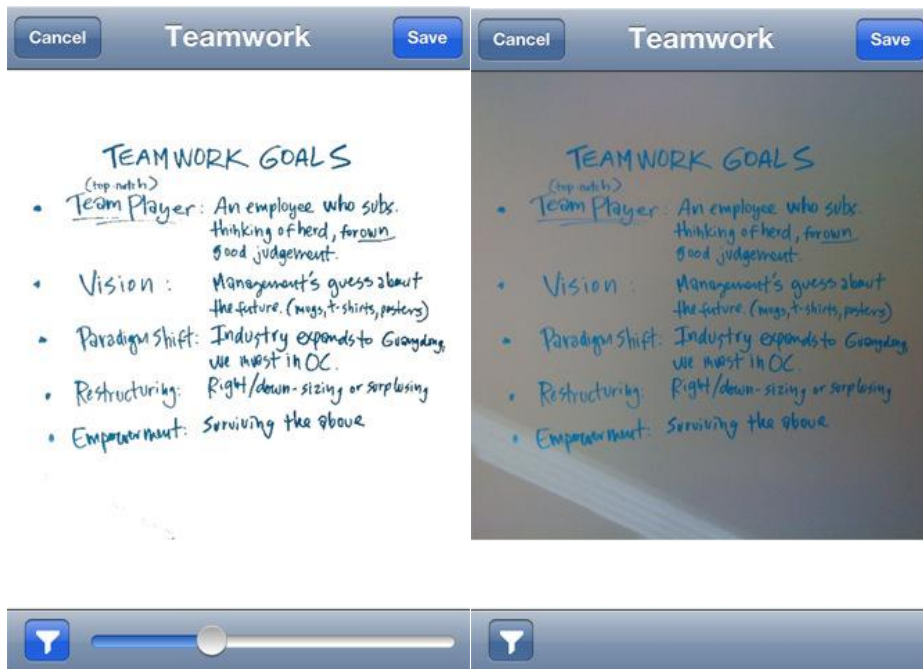 Cancel Teamwork Save
TEAMWORK GOALS
(top-notch)
• Team Player: An employee who subs.
thinking of herd, for own
good judgement.
• Vision: Management's guess about
the future. (mugs, t-shirts, posters)
• Paradigm Shift: Industry expands to Guangdong,
we invest in OC.
• Restructuring: Right/down-sizing or surplusing
• Empowerment: Surviving the above
Cancel Teamwork Save
TEAMWORK GOALS
(top-notch)
• Team Player: An employee who subs.
thinking of herd, for own
good judgement.
• Vision: Management's guess about
the future. (mugs, t-shirts, posters)
• Paradigm Shift: Industry expands to Guangdong,
we invest in OC.
• Restructuring: Right/down-sizing or surplusing
• Empowerment: Surviving the above